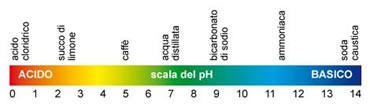 acido
cloridrico
succo di
limone
caffè
acqua
distillata
bicarbonato
di sodio
ammoniaca
soda
caustica
ACIDO scala del pH BASICO
0 1 2 3 4 5 6 7 8 9 10 11 12 13 14